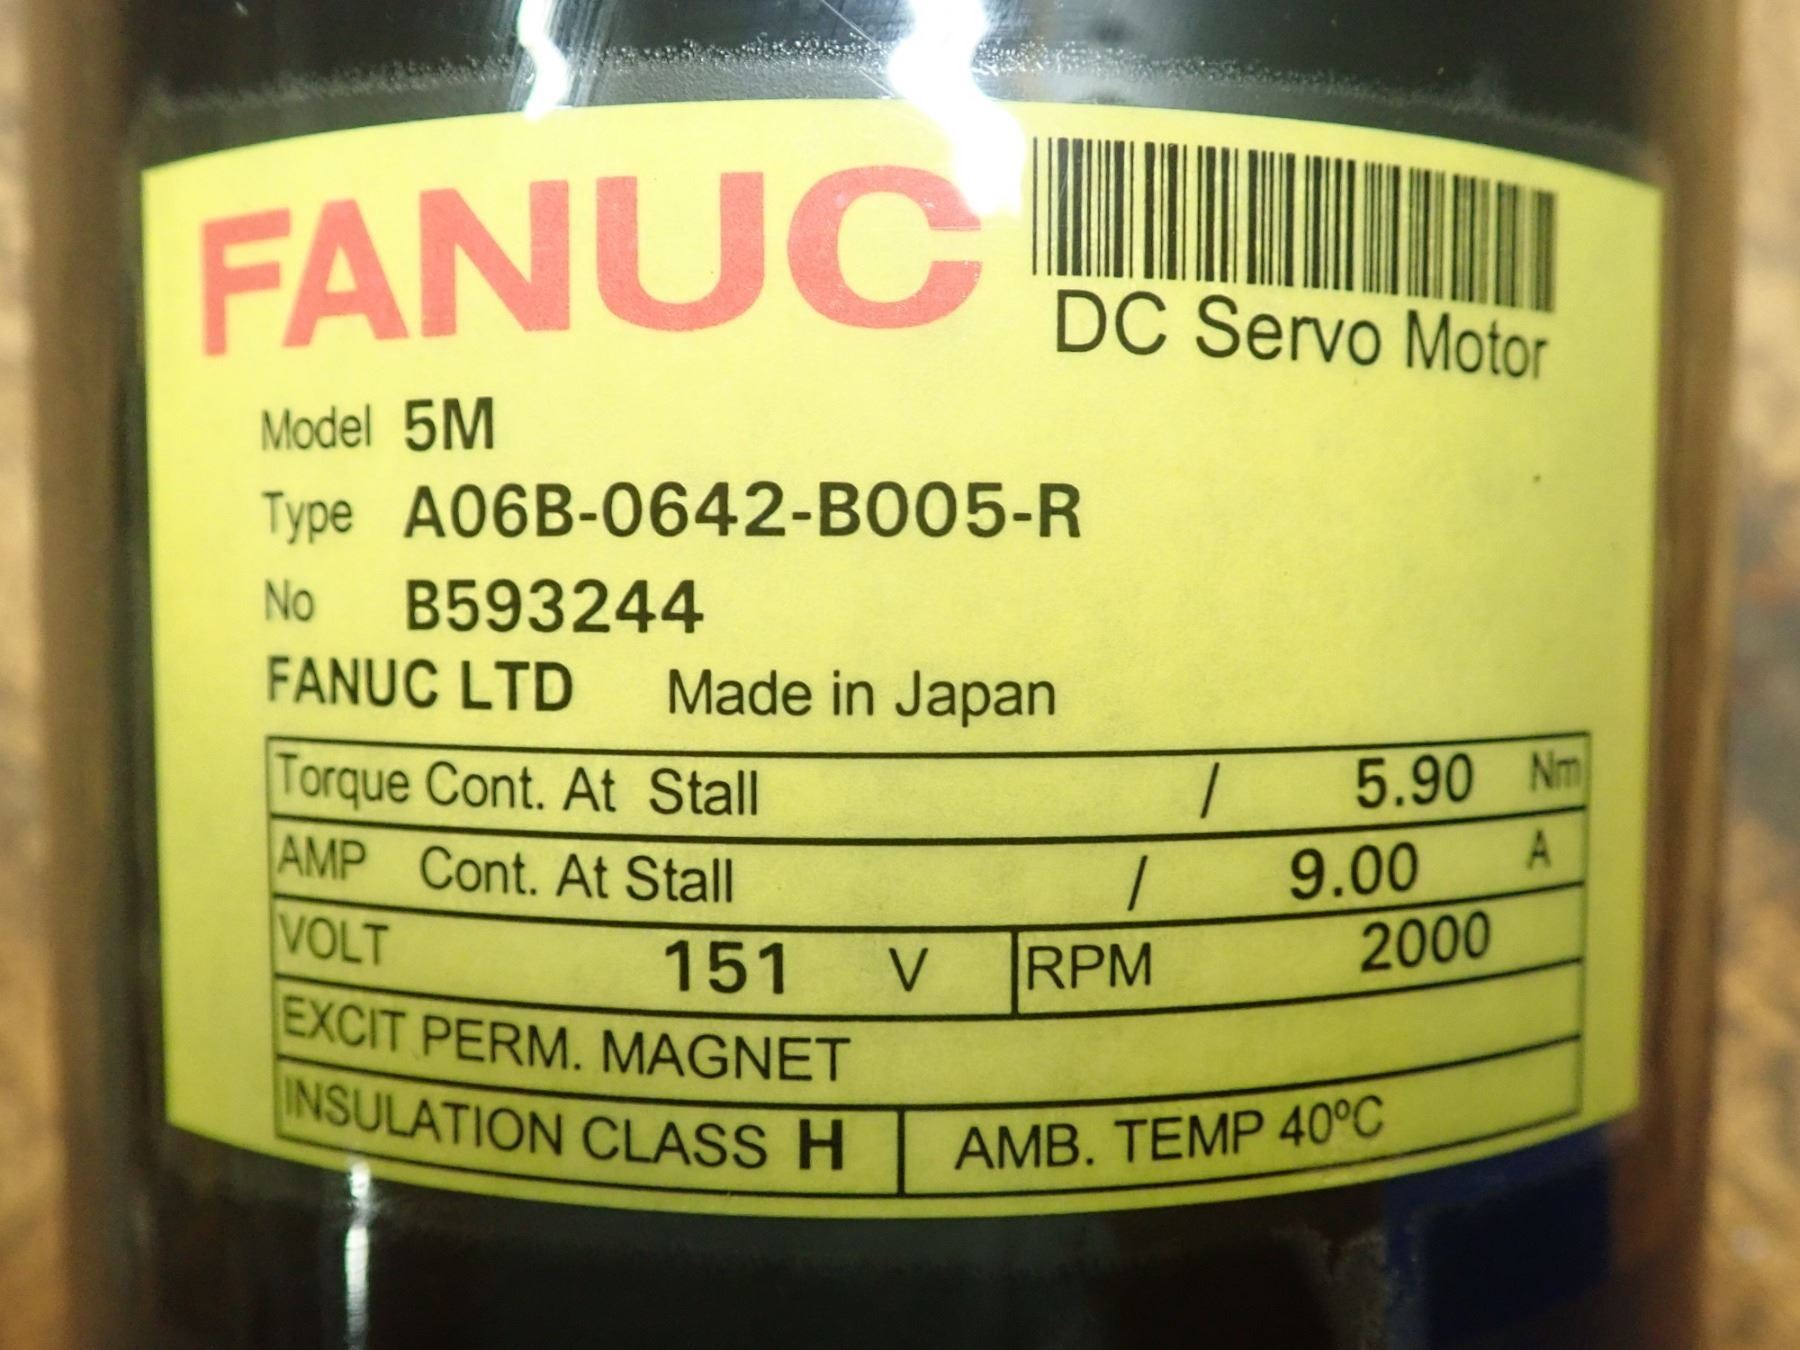 FANUC
DC Servo Motor
Model 5M
Type A06B-0642-B005-R
No B593244
FANUC LTD Made in Japan
Torque Cont. At Stall / 5.90 Nm
AMP Cont. At Stall / 9.00 A
VOLT 151 V RPM 2000
EXCIT PERM. MAGNET
INSULATION CLASS H AMB. TEMP 40ºC